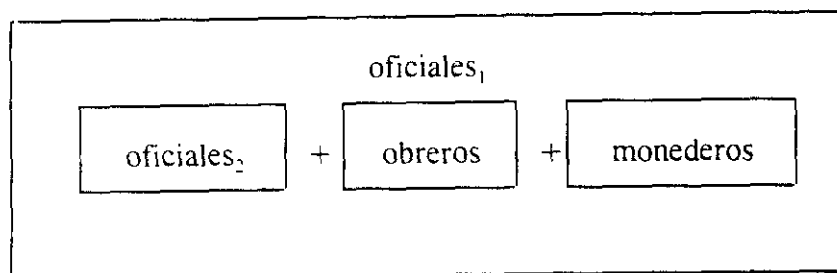 oficiales₁
oficiales₂ + obreros + monederos